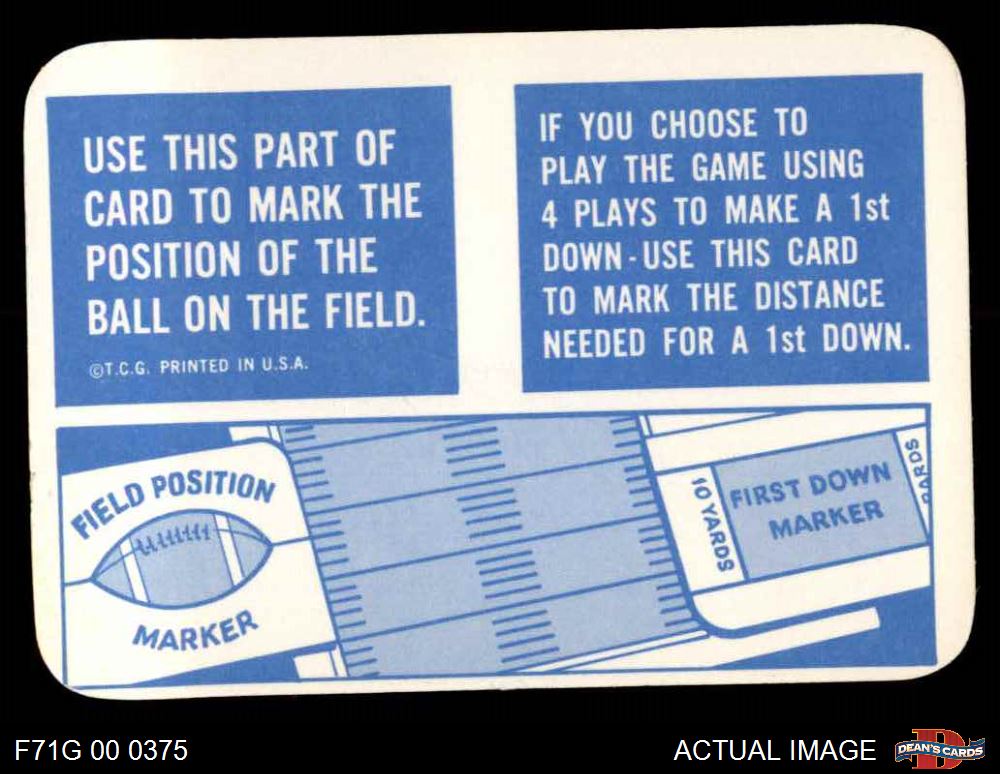 USE THIS PART OF
CARD TO MARK THE
POSITION OF THE
BALL ON THE FIELD.
©T.C.G. PRINTED IN U.S.A.
IF YOU CHOOSE TO
PLAY THE GAME USING
4 PLAYS TO MAKE A 1st
DOWN-USE THIS CARD
TO MARK THE DISTANCE
NEEDED FOR A 1st DOWN.
FIELD POSITION
MARKER
10 YARDS
FIRST DOWN
MARKER
F71G 00 0375
ACTUAL IMAGE
DEAN'S CARDS